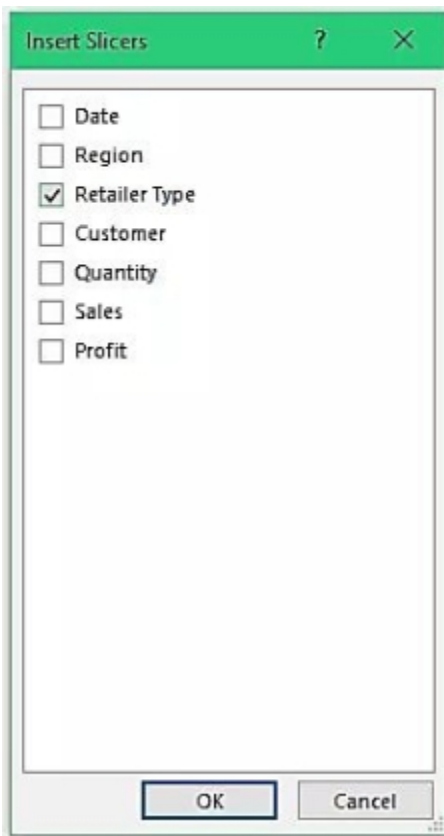 Insert Slicers ?
Date
Region
Retailer Type
Customer
Quantity
Sales
Profit
OK Cancel